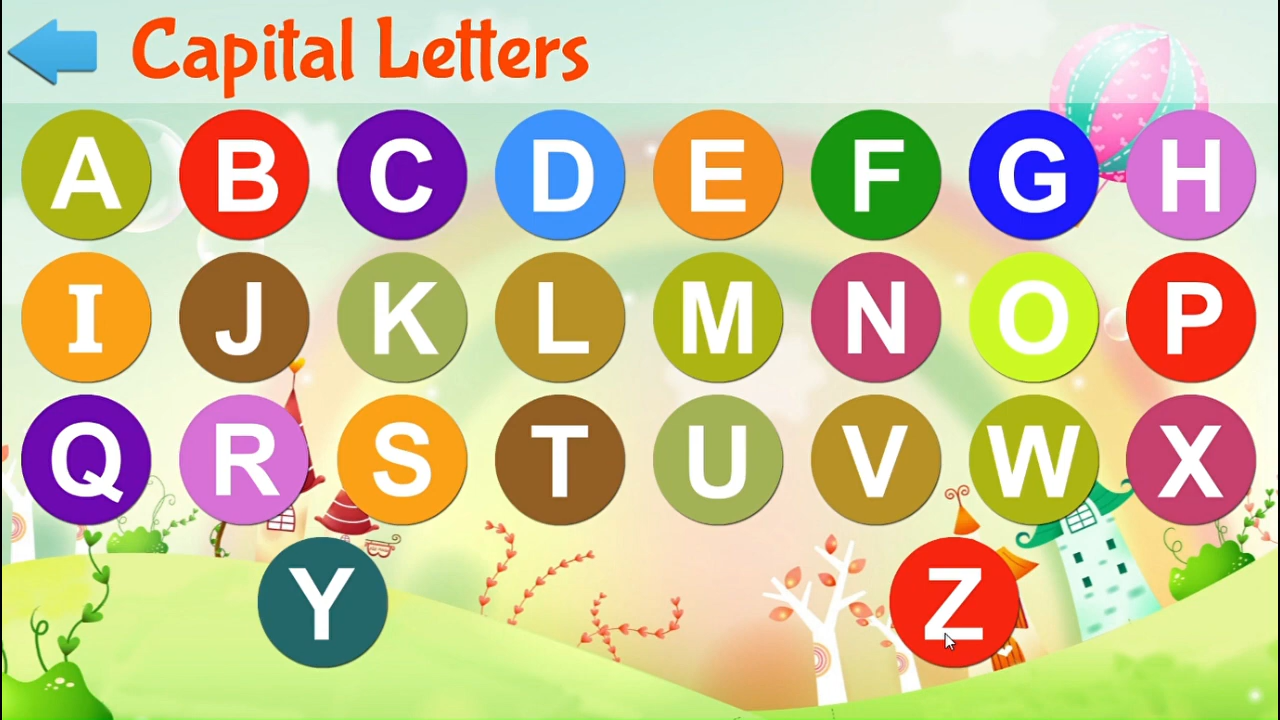 Capital Letters
A B C D E F G H
I J K L M N O P
Q R S T U V W X
Y Z